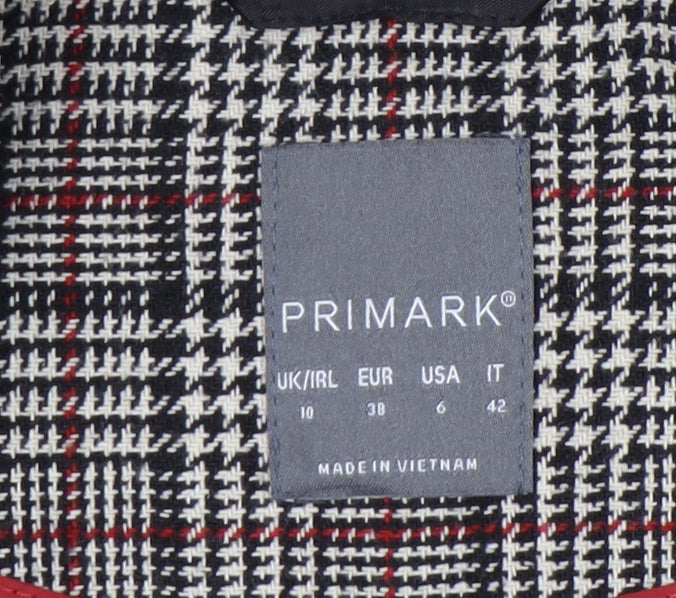 PRIMARK®
UK/IRL EUR USA IT
10 38 6 42
MADE IN VIETNAM